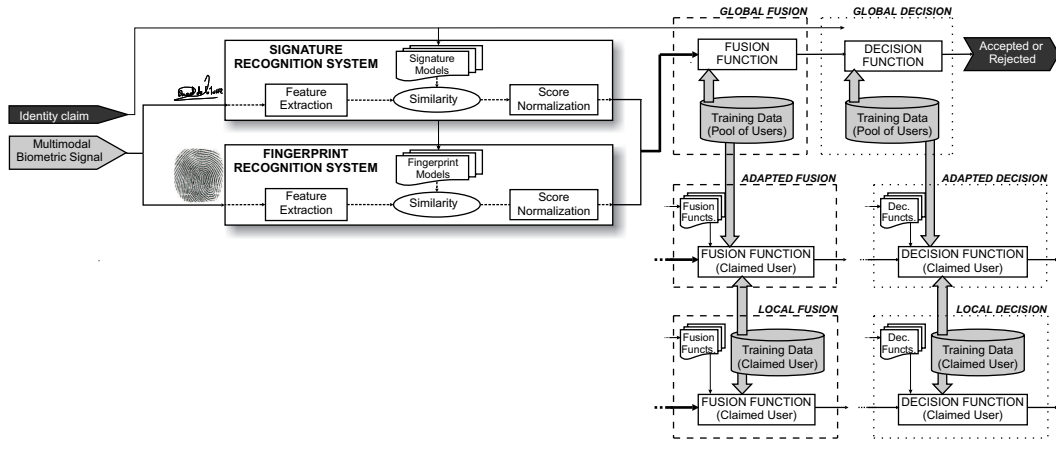 GLOBAL FUSION
GLOBAL DECISION
SIGNATURE
RECOGNITION SYSTEM
Signature
Models
Feature
Extraction
Similarity
Score
Normalization
FUSION
FUNCTION
DECISION
FUNCTION
Accepted or
Rejected
Identity claim
Multimodal
Biometric Signal
Training Data
(Pool of Users)
Training Data
(Pool of Users)
FINGERPRINT
RECOGNITION SYSTEM
Fingerprint
Models
Feature
Extraction
Similarity
Score
Normalization
ADAPTED FUSION
ADAPTED DECISION
Fusion
Functs.
Dec.
Functs.
FUSION FUNCTION
(Claimed User)
DECISION FUNCTION
(Claimed User)
LOCAL FUSION
LOCAL DECISION
Fusion
Functs.
Training Data
(Claimed User)
Dec.
Functs.
Training Data
(Claimed User)
FUSION FUNCTION
(Claimed User)
DECISION FUNCTION
(Claimed User)